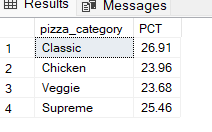 Results Messages
pizza_category PCT
1 Classic 26.91
2 Chicken 23.96
3 Veggie 23.68
4 Supreme 25.46